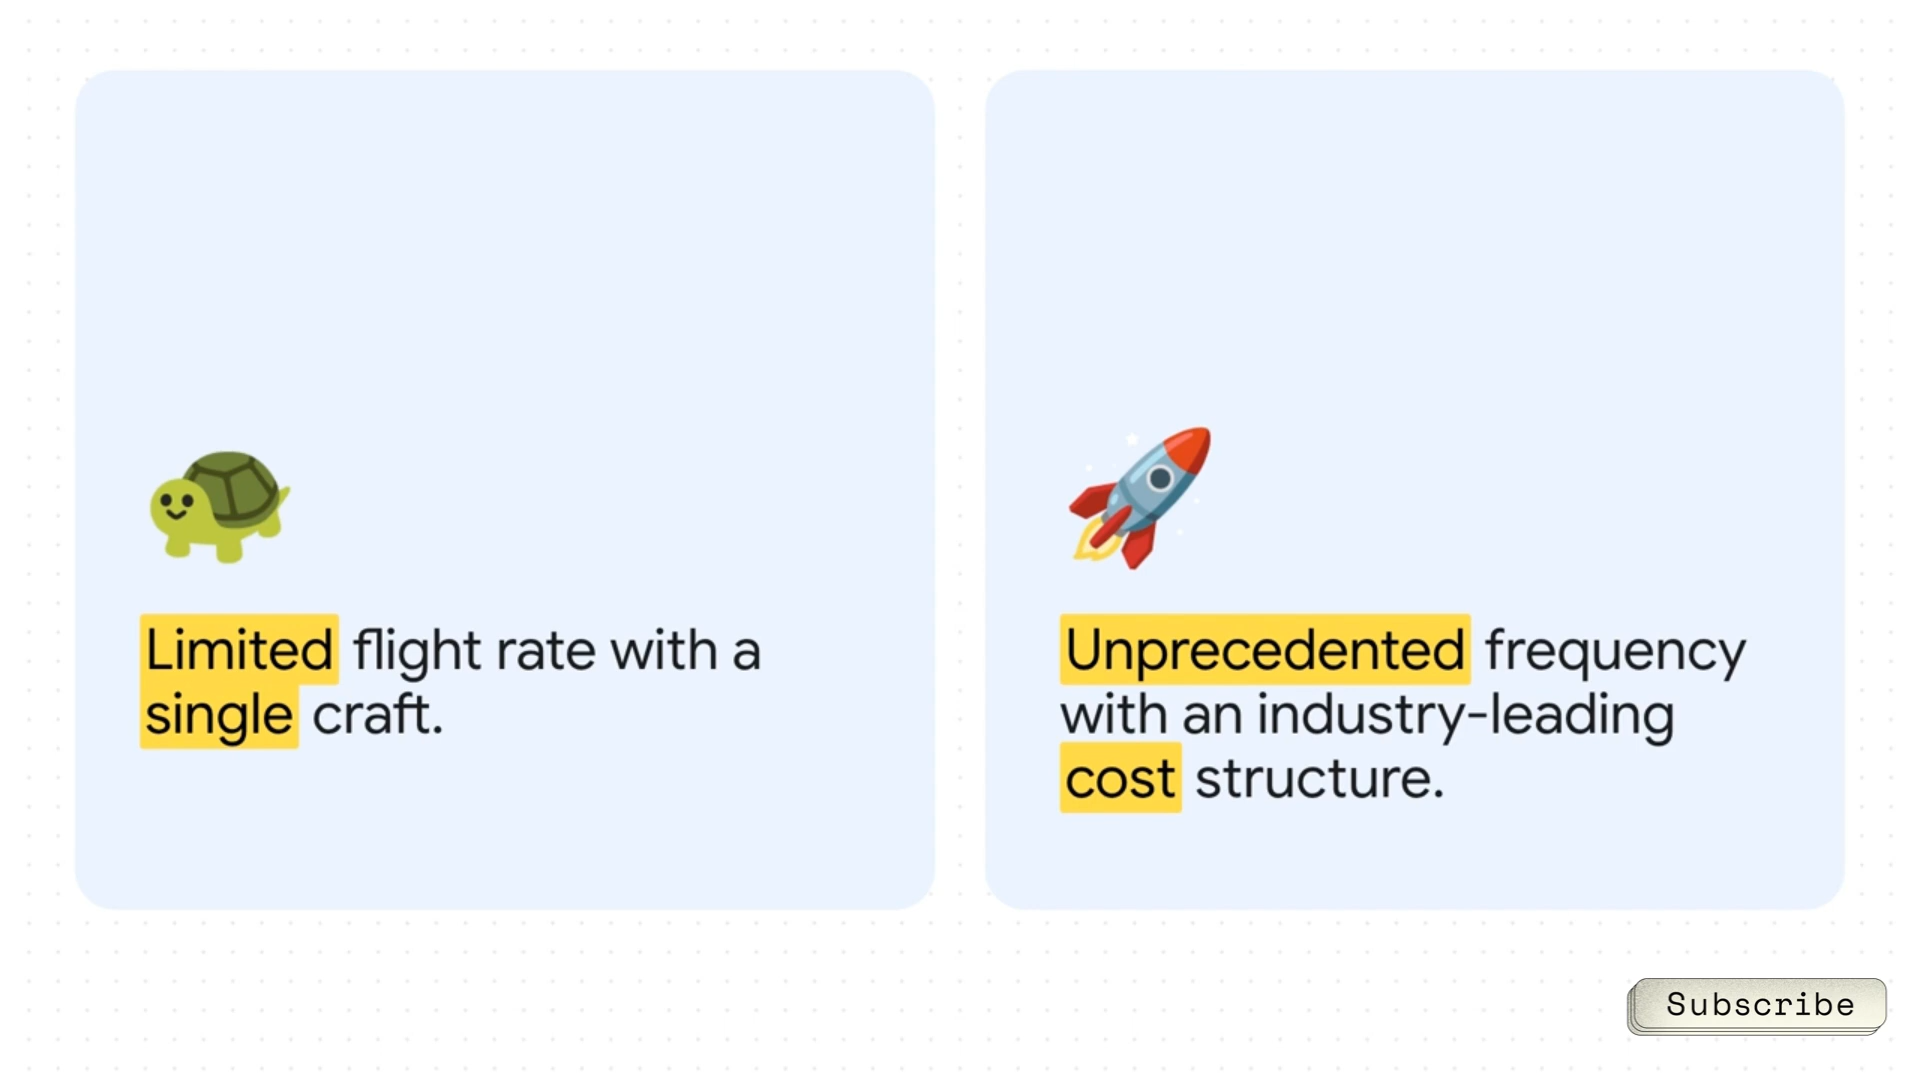 Limited flight rate with a
single craft.
Unprecedented frequency
with an industry-leading
cost structure.
Subscribe